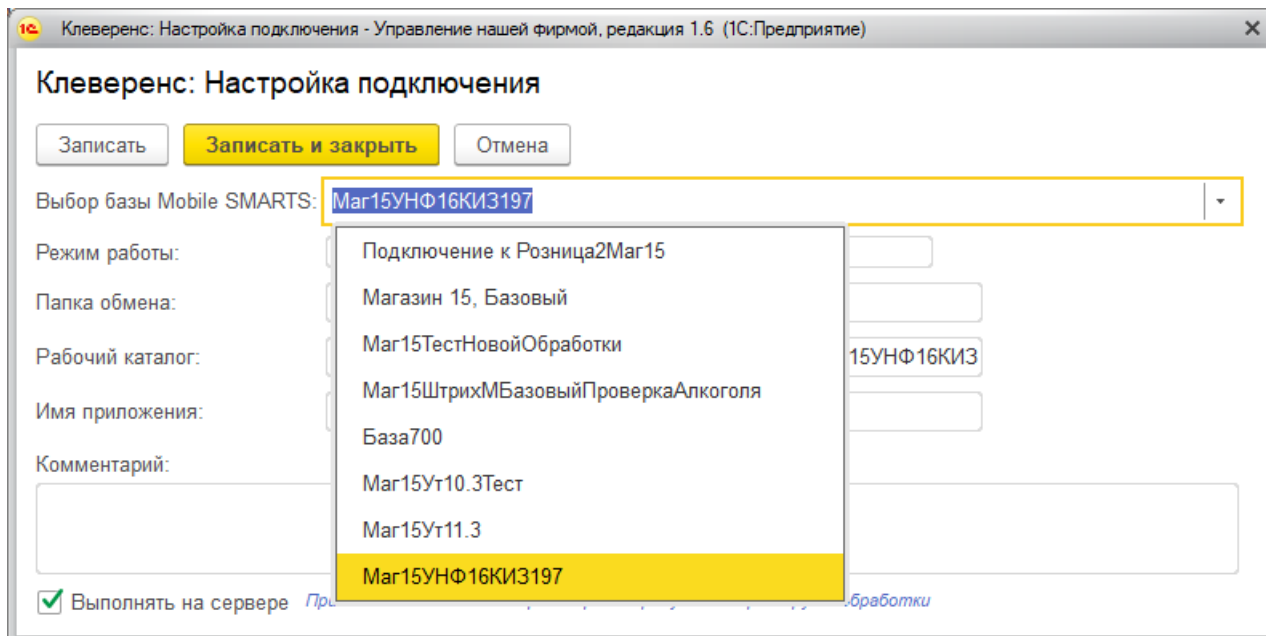 1С Клеверенс: Настройка подключения - Управление нашей фирмой, редакция 1.6 (1С:Предприятие)
Клеверенс: Настройка подключения
Записать Записать и закрыть Отмена
Выбор базы Mobile SMARTS: Маг15УНФ16КИЗ197
Режим работы:
Подключение к Розница2Маг15
Папка обмена:
Магазин 15, Базовый
Рабочий каталог:
Маг15ТестНовойОбработки
15УНФ16КИЗ
Маг15ШтрихМБазовыйПроверкаАлкоголя
Имя приложения:
База700
Комментарий:
Маг15Ут10.3Тест
Маг15Ут11.3
Маг15УНФ16КИЗ197
Выполнять на сервере